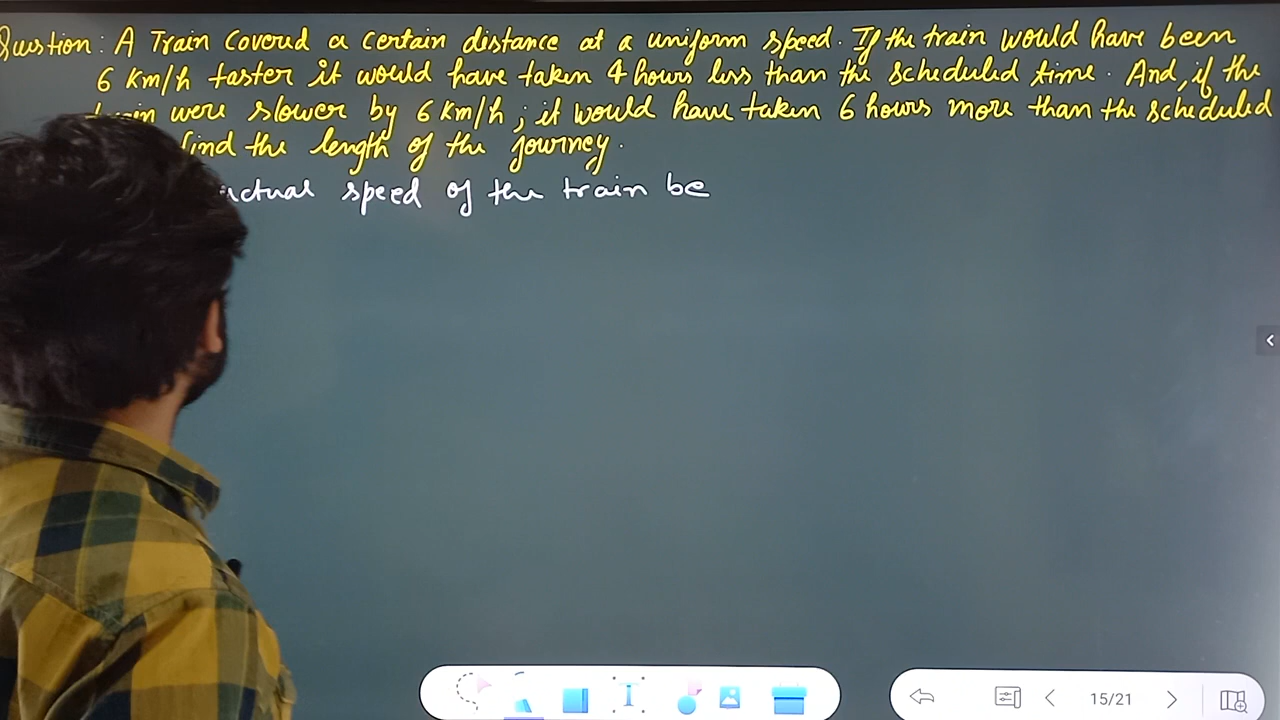 Question: A Train Covered a certain distance at a uniform speed. If the train would have been
6 Km/h faster it would have taken 4 hours less than the scheduled time. And, if the
train were slower by 6 Km/h; it would have taken 6 hours more than the scheduled
find the length of the journey.
actual speed of the train be
15/21